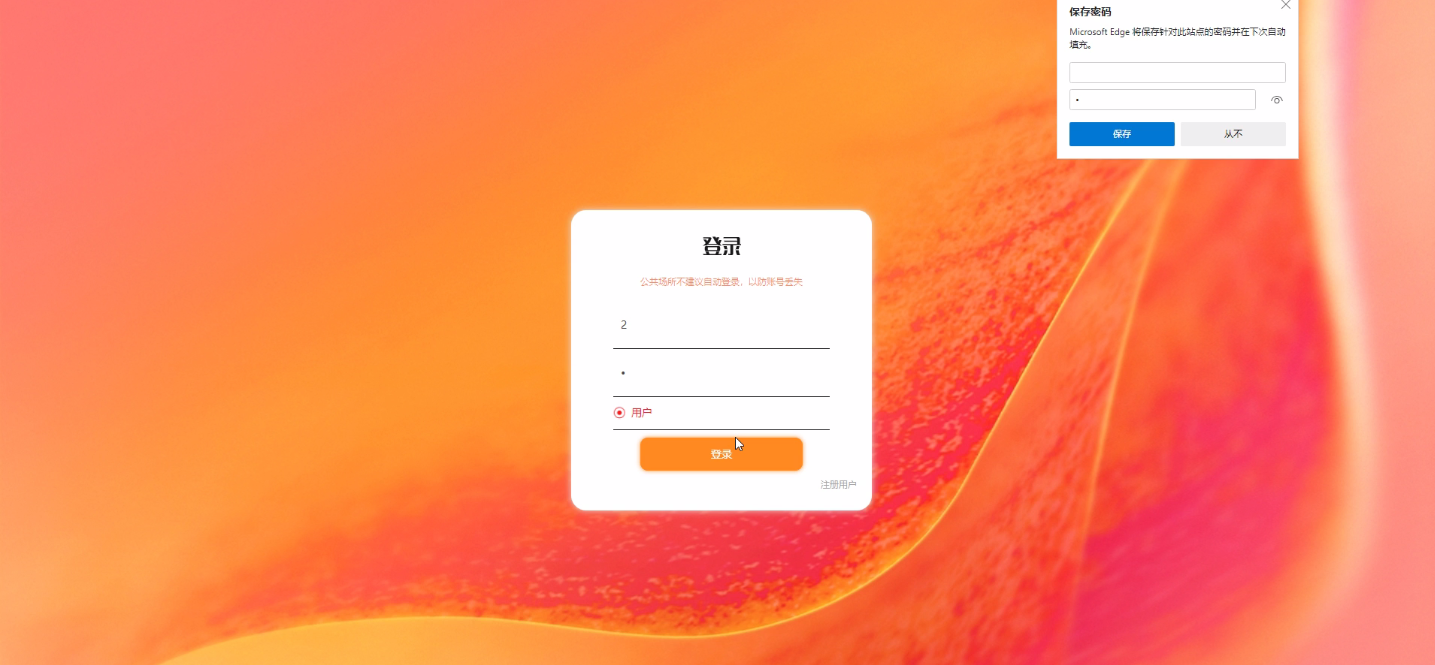 保存密码
Microsoft Edge 将保存针对此站点的密码并在下次自动
填充。
•
保存
从不
登录
公共场所不建议自动登录，以防账号丢失
2
•
用户
登录
注册用户